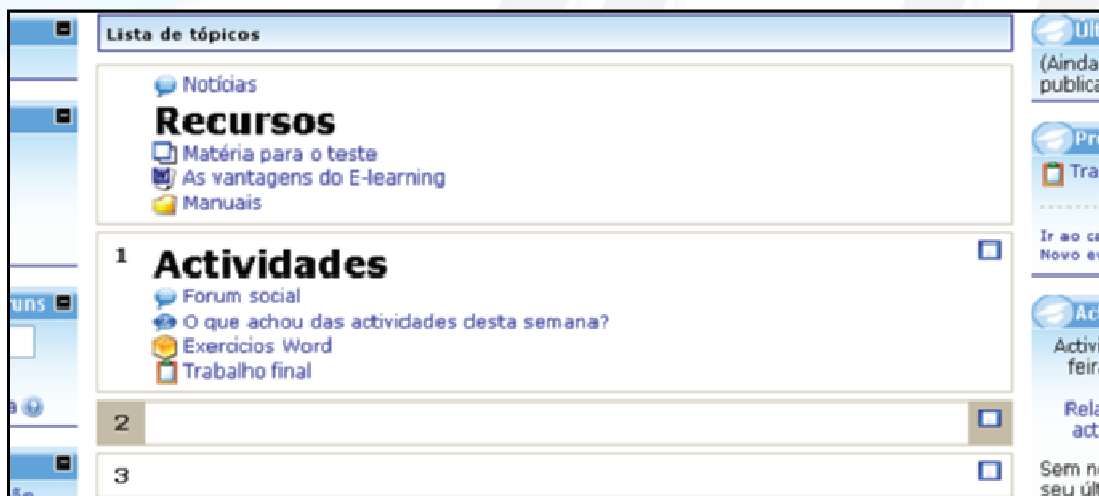 Lista de tópicos
Notícias
Recursos
Matéria para o teste
As vantagens do E-learning
Manuais
1 Actividades
Forum social
O que achou das actividades desta semana?
Exercicios Word
Trabalho final
2
3
(Ainda
publica
Tra
Ir ao ca
Novo ev
Activi
feira
Rela
act
Sem no
seu últ